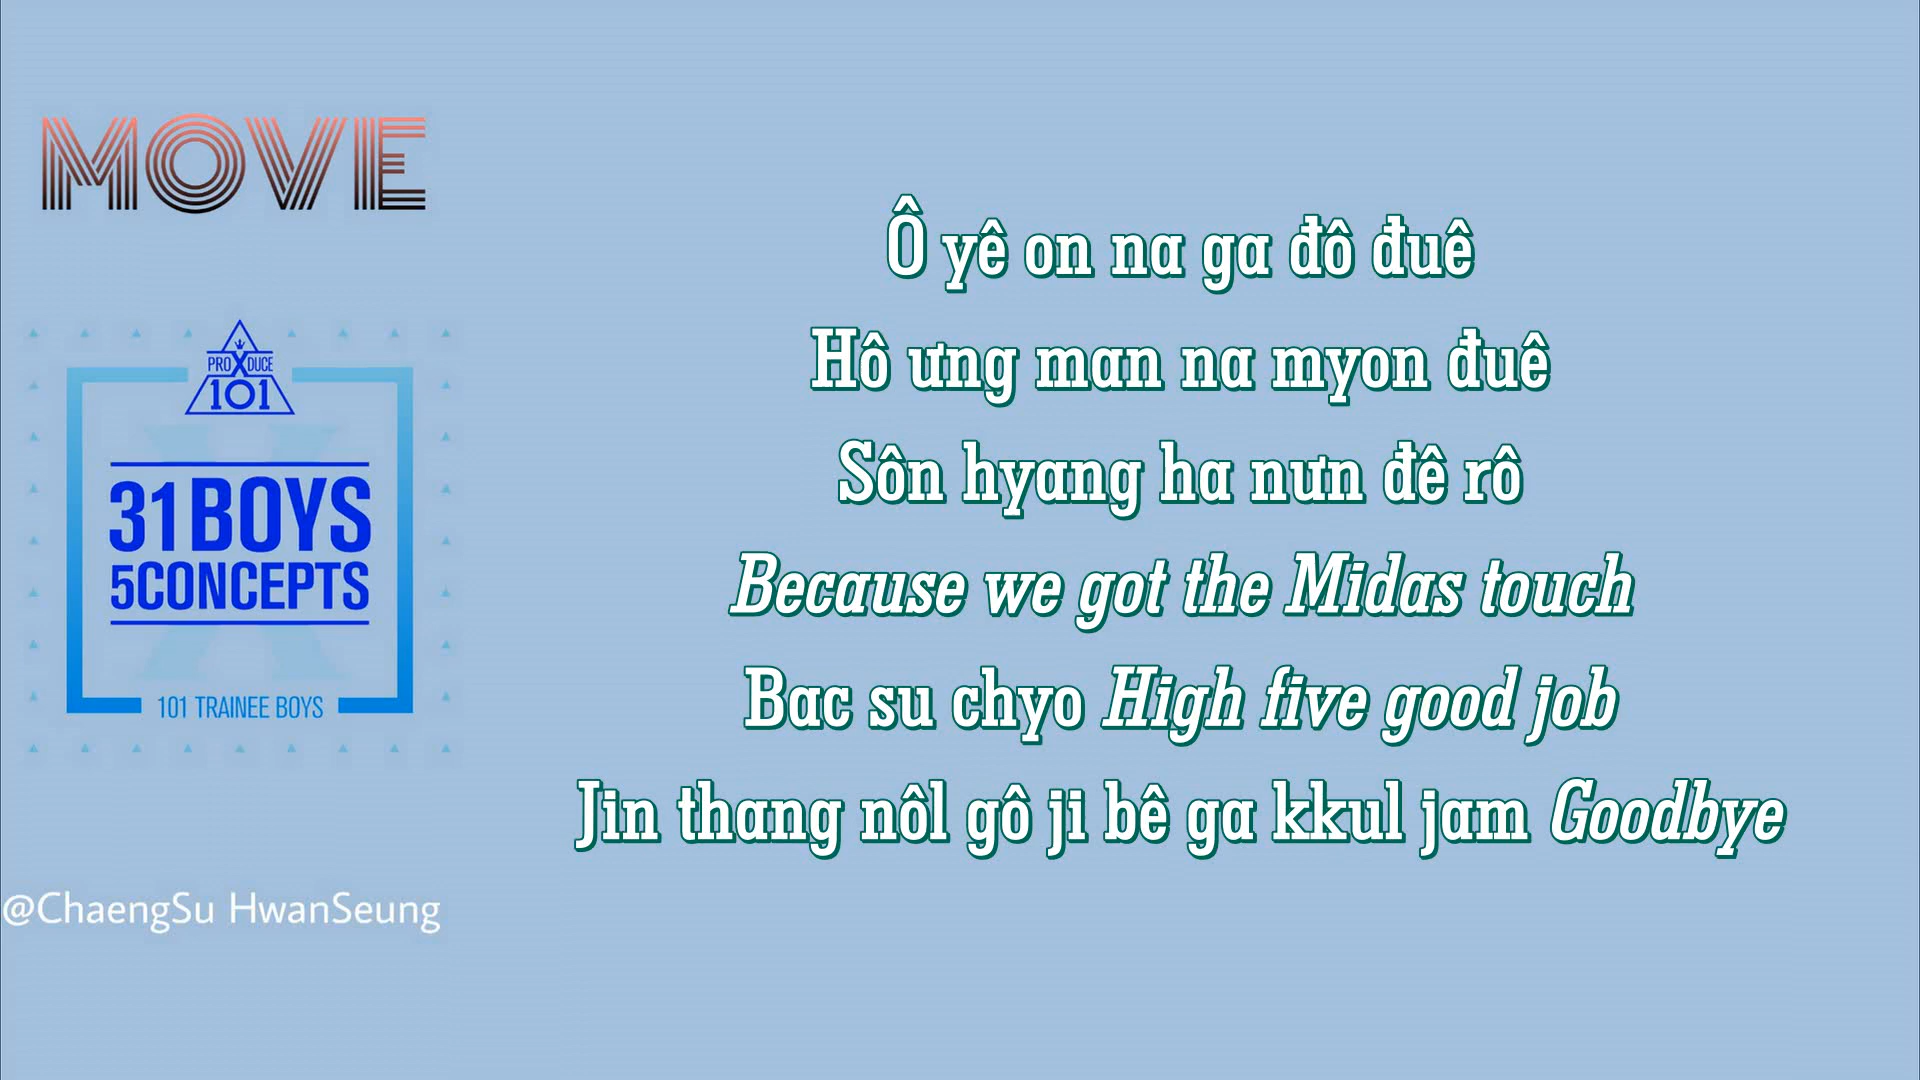 MOVE
PRODUCE
X
101
31BOYS
5CONCEPTS
101 TRAINEE BOYS
@ChaengSu HwanSeung
Ô yê on na ga đô đuê
Hô ưng man na myon đuê
Sôn hyang ha nưn đê rô
Because we got the Midas touch
Bac su chyo High five good job
Jin thang nôl gô ji bê ga kkul jam Goodbye